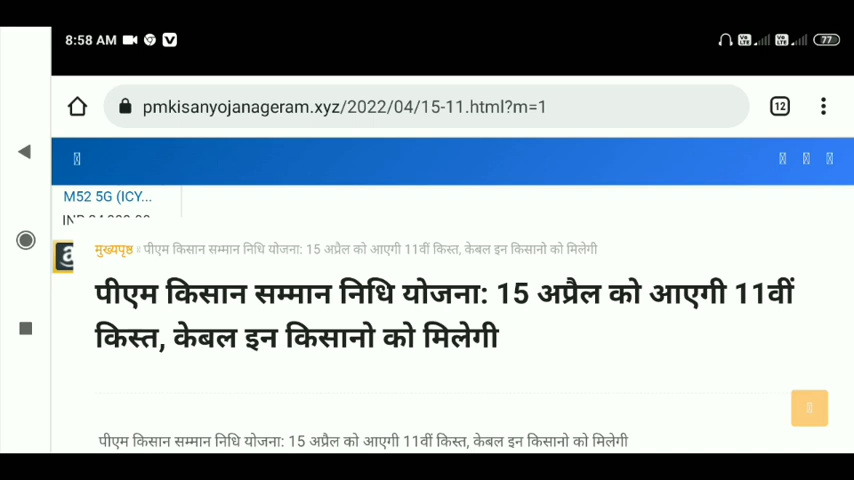 8:58 AM
77
pmkisanyojanageram.xyz/2022/04/15-11.html?m=1
12
M52 5G (ICY...
मुख्यपृष्ठ
पीएम किसान सम्मान निधि योजना: 15 अप्रैल को आएगी 11वीं किस्त, केबल इन किसानो को मिलेगी
पीएम किसान सम्मान निधि योजना: 15 अप्रैल को आएगी 11वीं
किस्त, केबल इन किसानो को मिलेगी
पीएम किसान सम्मान निधि योजना: 15 अप्रैल को आएगी 11वीं किस्त, केबल इन किसानो को मिलेगी